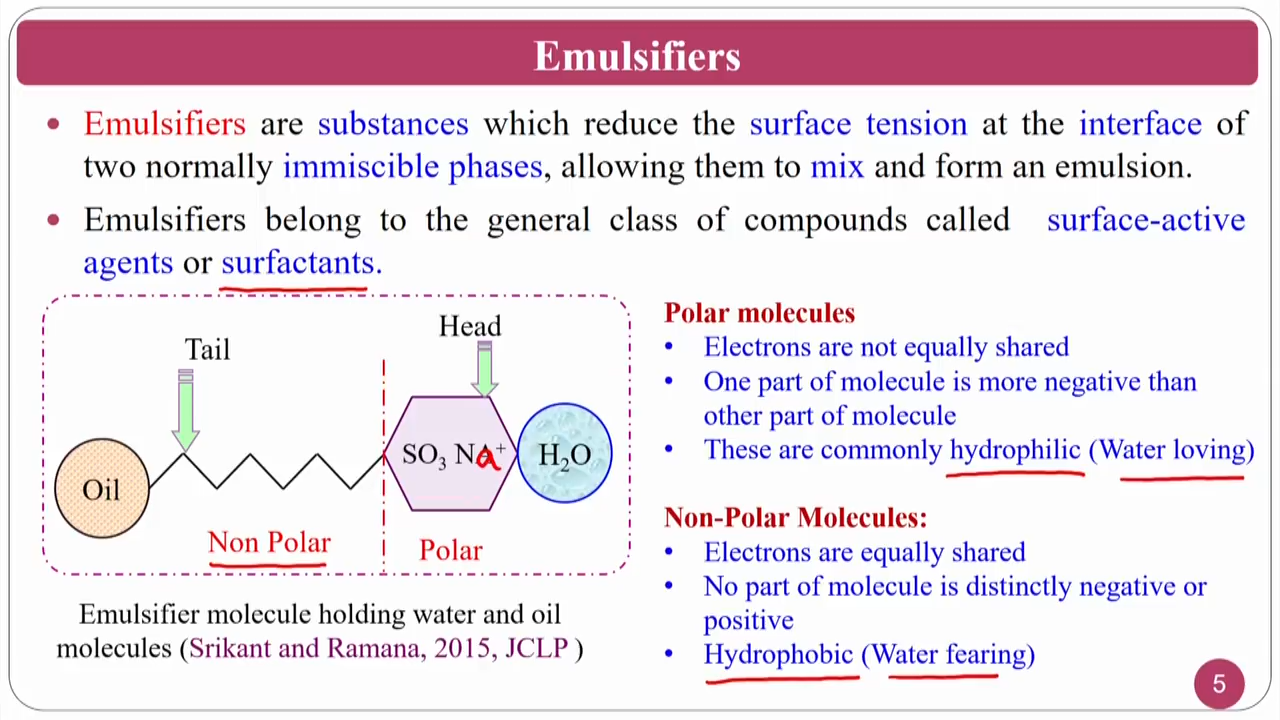 Emulsifiers
• Emulsifiers are substances which reduce the surface tension at the interface of
two normally immiscible phases, allowing them to mix and form an emulsion.
• Emulsifiers belong to the general class of compounds called surface-active
agents or surfactants.
Tail
Head
Oil
SO₃ Na⁺
H₂O
Non Polar
Polar
Emulsifier molecule holding water and oil
molecules (Srikant and Ramana, 2015, JCLP )
Polar molecules
• Electrons are not equally shared
• One part of molecule is more negative than
other part of molecule
• These are commonly hydrophilic (Water loving)
Non-Polar Molecules:
• Electrons are equally shared
• No part of molecule is distinctly negative or
positive
• Hydrophobic (Water fearing)
5